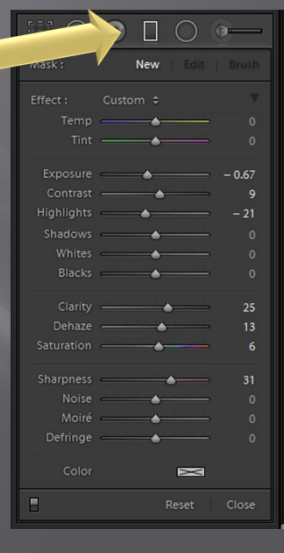 Mask : New Edit Brush
Effect : Custom
Temp 0
Tint 0
Exposure – 0.67
Contrast 9
Highlights – 21
Shadows 0
Whites 0
Blacks 0
Clarity 25
Dehaze 13
Saturation 6
Sharpness 31
Noise 0
Moiré 0
Defringe 0
Color
Reset Close